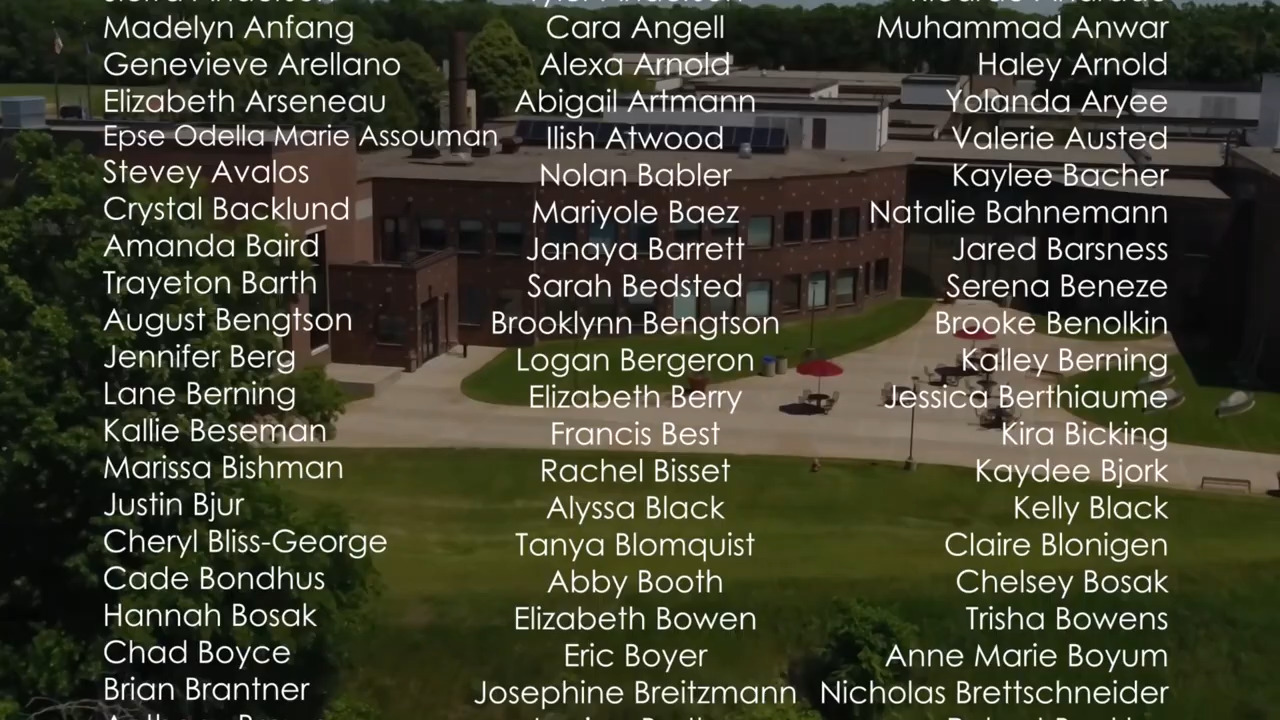 Madelyn Anfang Cara Angell Muhammad Anwar
Genevieve Arellano Alexa Arnold Haley Arnold
Elizabeth Arseneau Abigail Artmann Yolanda Aryee
Epse Odella Marie Assouman Ilish Atwood Valerie Austed
Stevey Avalos Nolan Babler Kaylee Bacher
Crystal Backlund Mariyole Baez Natalie Bahnemann
Amanda Baird Janaya Barrett Jared Barsness
Trayeton Barth Sarah Bedsted Serena Beneze
August Bengtson Brooklynn Bengtson Brooke Benolkin
Jennifer Berg Logan Bergeron Kalley Berning
Lane Berning Elizabeth Berry Jessica Berthiaume
Kallie Beseman Francis Best Kira Bicking
Marissa Bishman Rachel Bisset Kaydee Bjork
Justin Bjur Alyssa Black Kelly Black
Cheryl Bliss-George Tanya Blomquist Claire Blonigen
Cade Bondhus Abby Booth Chelsey Bosak
Hannah Bosak Elizabeth Bowen Trisha Bowens
Chad Boyce Eric Boyer Anne Marie Boyum
Brian Brantner Josephine Breitzmann Nicholas Brettschneider